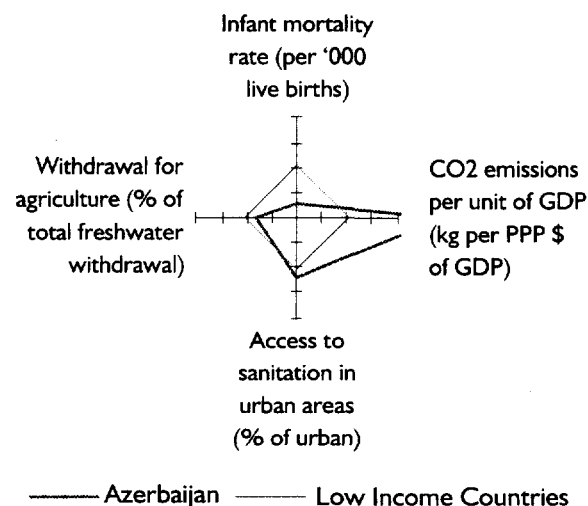 Infant mortality
rate (per ‘000
live births)
Withdrawal for
agriculture (% of
total freshwater
withdrawal)
CO2 emissions
per unit of GDP
(kg per PPP $
of GDP)
Access to
sanitation in
urban areas
(% of urban)
Azerbaijan
Low Income Countries